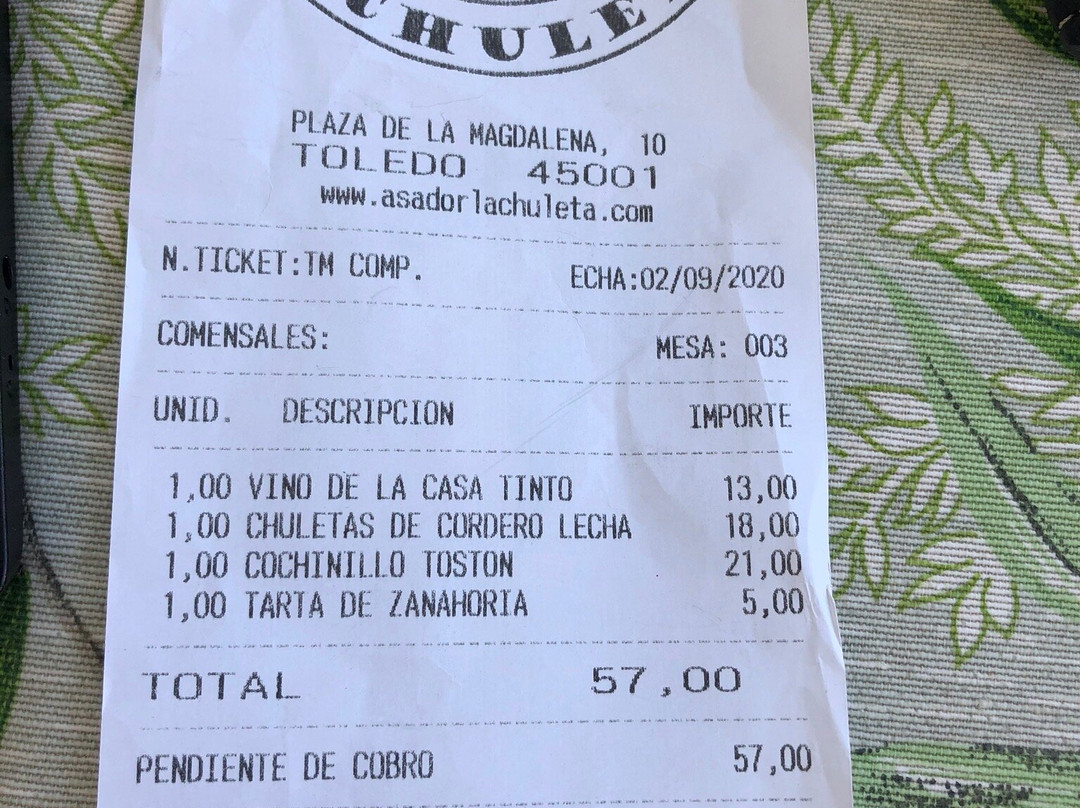 CHULE
PLAZA DE LA MAGDALENA, 10
TOLEDO 45001
www.asadorlachuleta.com
N.TICKET:TM COMP. ECHA:02/09/2020
COMENSALES: MESA: 003
UNID. DESCRIPCION IMPORTE
1,00 VINO DE LA CASA TINTO 13,00
1,00 CHULETAS DE CORDERO LECHA 18,00
1,00 COCHINILLO TOSTON 21,00
1,00 TARTA DE ZANAHORIA 5,00
TOTAL 57,00
PENDIENTE DE COBRO 57,00